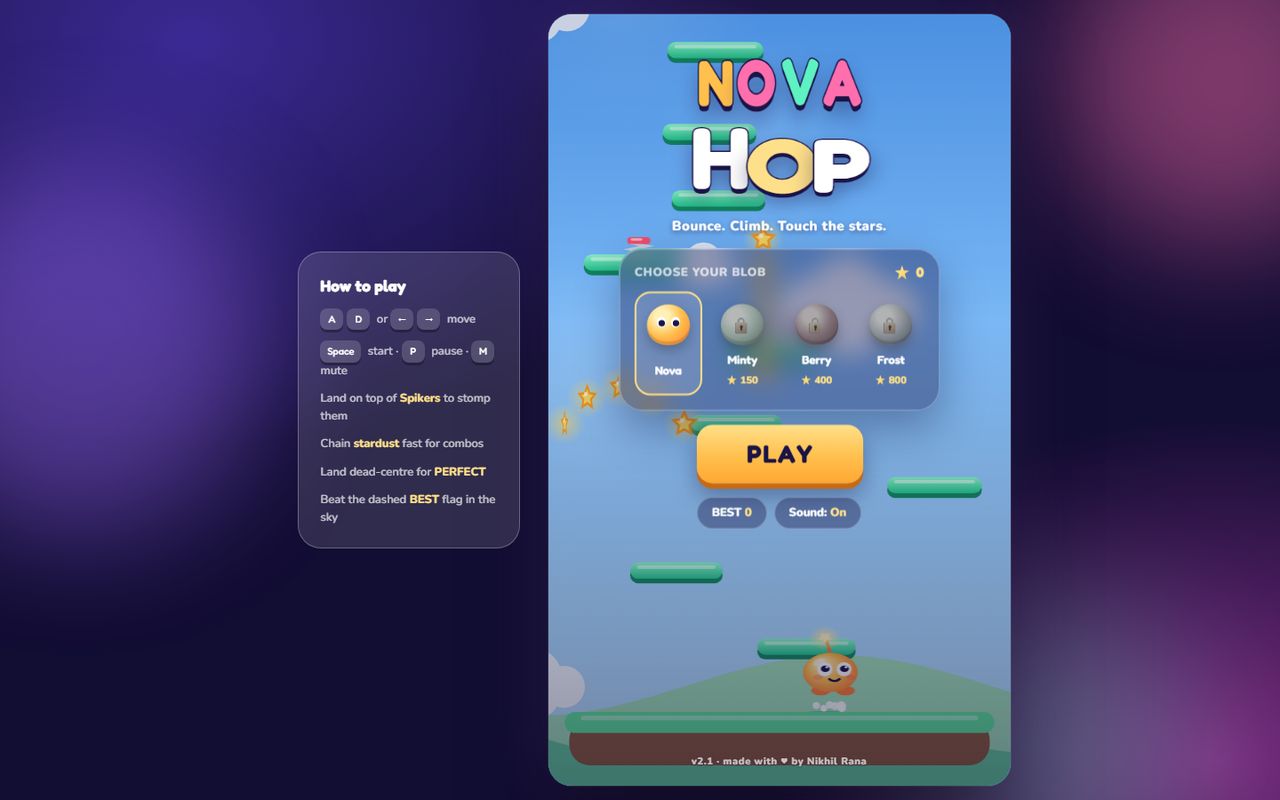 NOVA
HOP
Bounce. Climb. Touch the stars.
CHOOSE YOUR BLOB ★ 0
Nova
Minty
★ 150
Berry
★ 400
Frost
★ 800
PLAY
BEST 0
Sound: On
v2.1 · made with ♥ by Nikhil Rana
How to play
A D or ← → move
Space start · P pause · M
mute
Land on top of Spikers to stomp
them
Chain stardust fast for combos
Land dead-centre for PERFECT
Beat the dashed BEST flag in the
sky